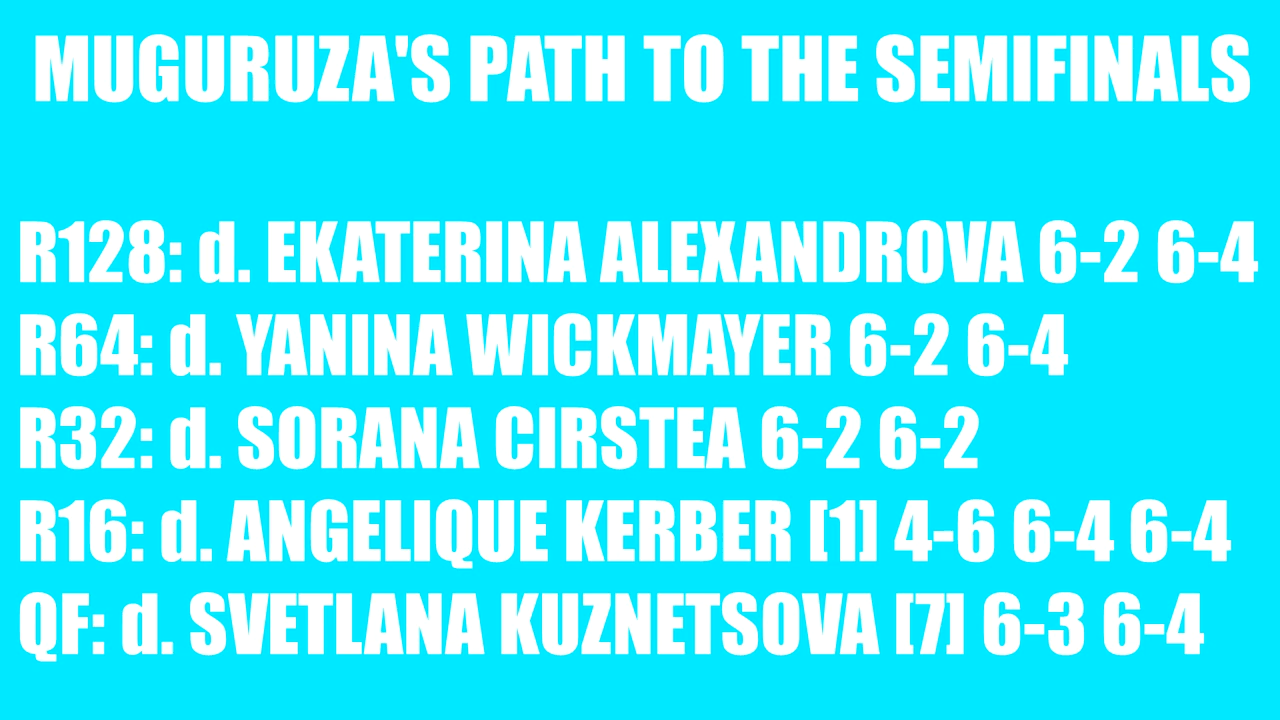 MUGURUZA'S PATH TO THE SEMIFINALS
R128: d. EKATERINA ALEXANDROVA 6-2 6-4
R64: d. YANINA WICKMAYER 6-2 6-4
R32: d. SORANA CIRSTEA 6-2 6-2
R16: d. ANGELIQUE KERBER [1] 4-6 6-4 6-4
QF: d. SVETLANA KUZNETSOVA [7] 6-3 6-4